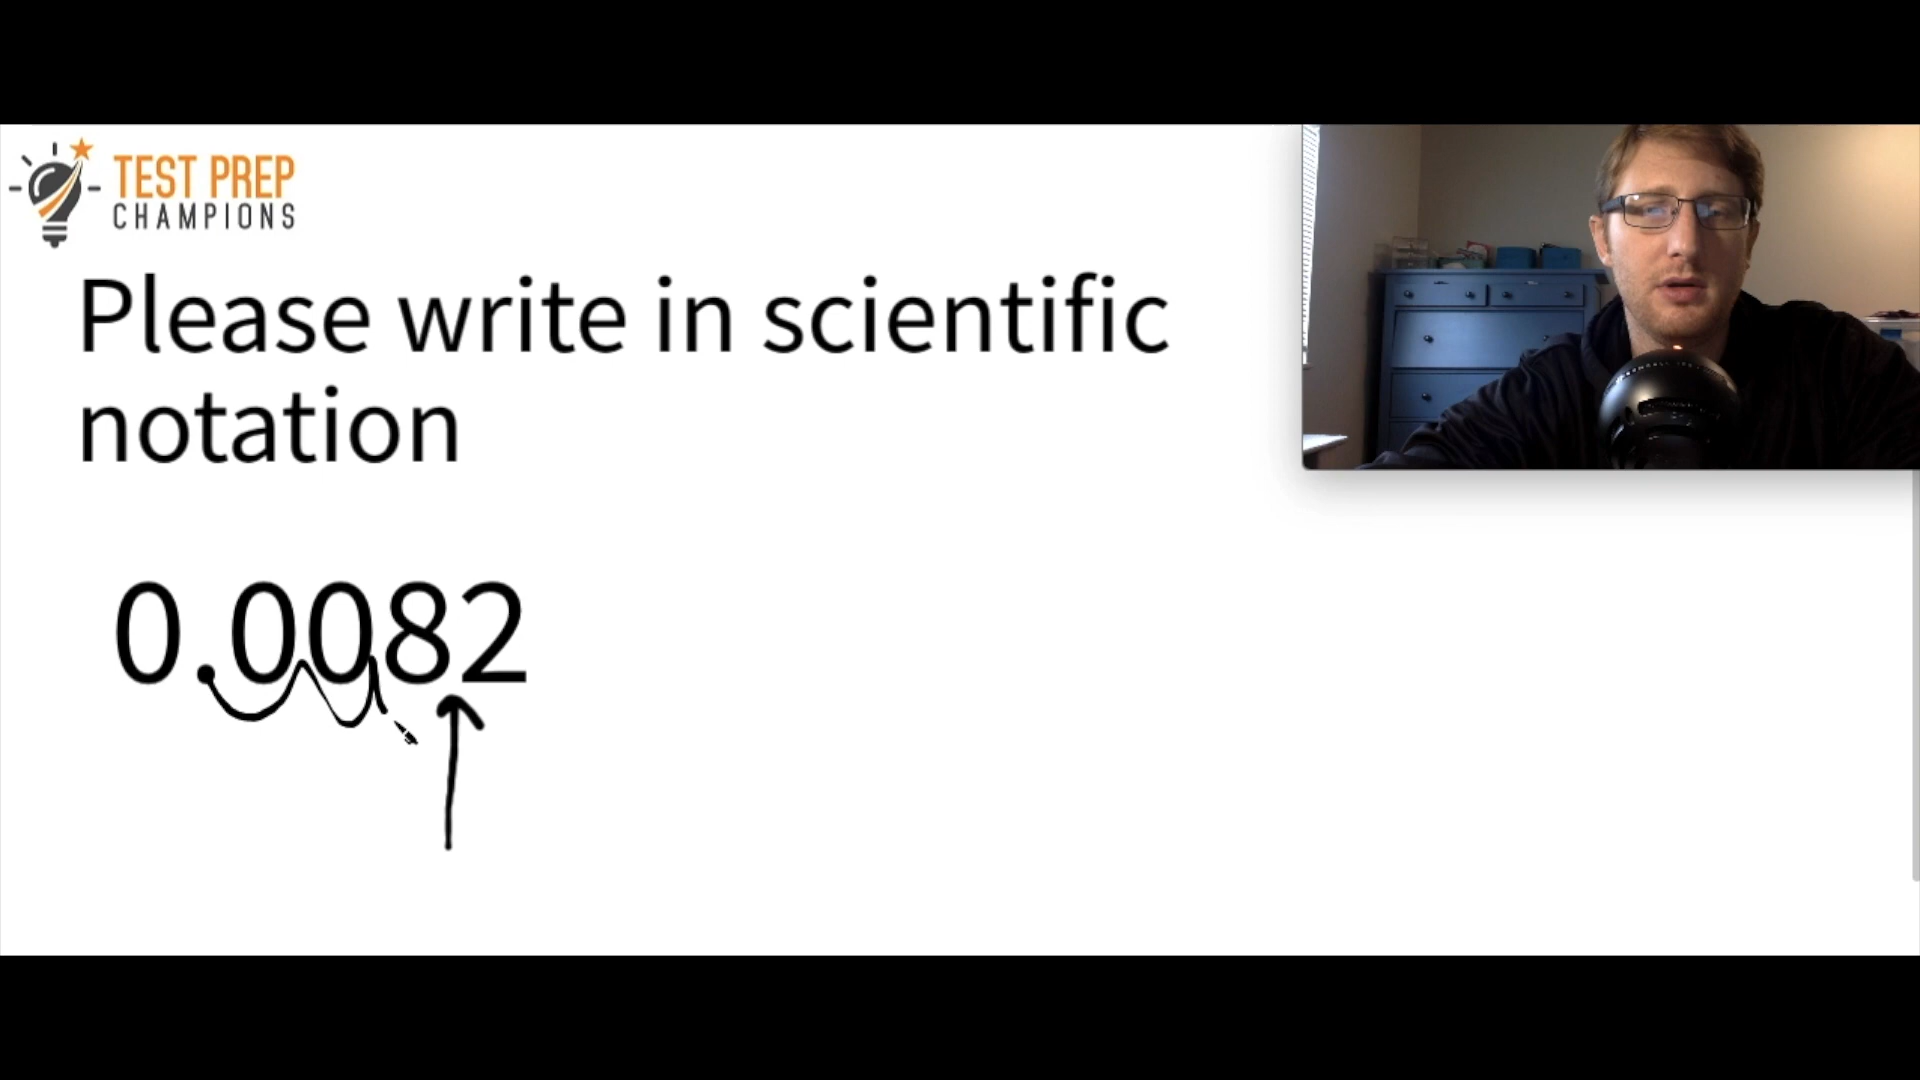 TEST PREP
CHAMPIONS
Please write in scientific
notation
0.0082